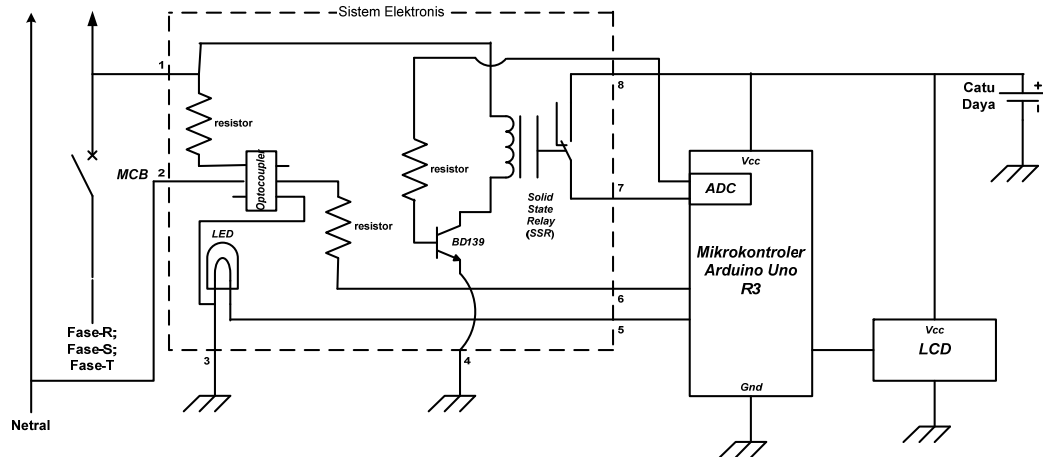 Sistem Elektronis
1
8
Catu
Daya
+
-
resistor
MCB
2
Optocoupler
resistor
Vcc
ADC
7
Solid
State
Relay
(SSR)
LED
resistor
BD139
Mikrokontroler
Arduino Uno
R3
6
5
Fase-R;
Fase-S;
Fase-T
3
4
Vcc
LCD
Gnd
Netral